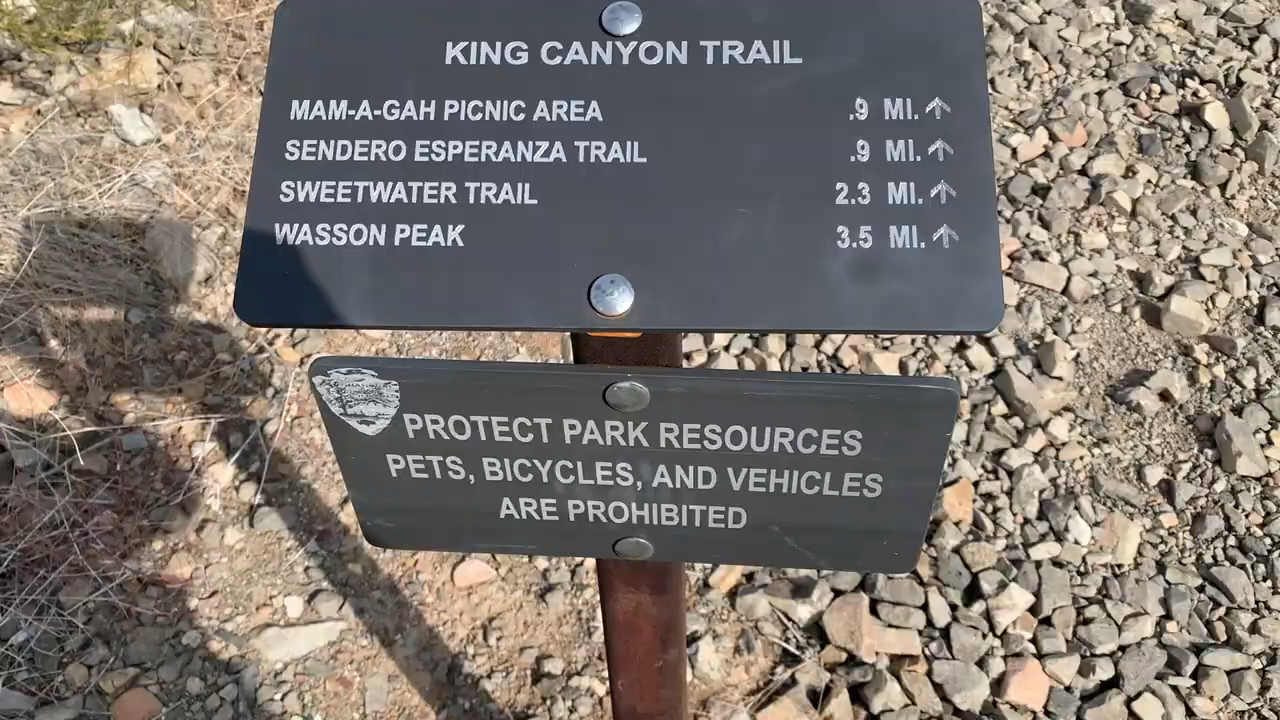 KING CANYON TRAIL
MAM-A-GAH PICNIC AREA .9 MI. ↑
SENDERO ESPERANZA TRAIL .9 MI. ↑
SWEETWATER TRAIL 2.3 MI. ↑
WASSON PEAK 3.5 MI. ↑
PROTECT PARK RESOURCES
PETS, BICYCLES, AND VEHICLES
ARE PROHIBITED